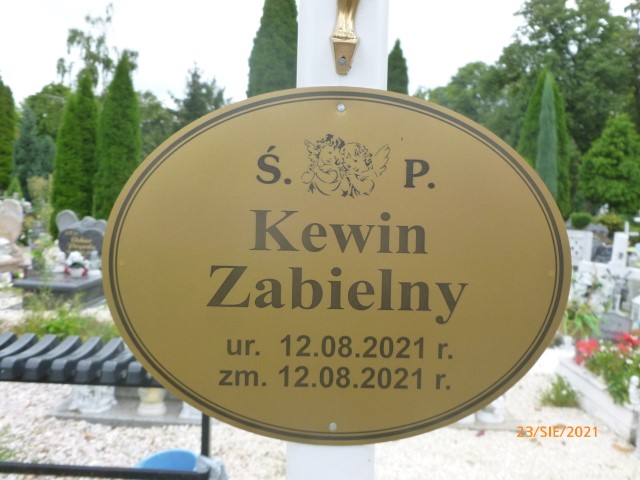 Ś. P.
Kewin
Zabielny
ur. 12.08.2021 r.
zm. 12.08.2021 r.
23/SIE/2021